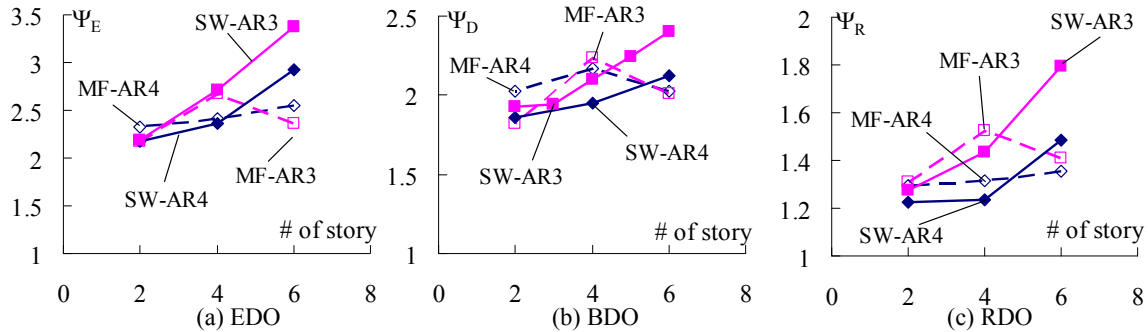 Ψ_E
3.5
3
2.5
2
1.5
1
SW-AR3
MF-AR4
SW-AR4
MF-AR3
# of story
0 2 4 6 8
(a) EDO
Ψ_D
2.5
2
1.5
1
MF-AR3
MF-AR4
SW-AR3
SW-AR4
# of story
0 2 4 6 8
(b) BDO
Ψ_R
2
1.8
1.6
1.4
1.2
1
SW-AR3
MF-AR3
MF-AR4
SW-AR4
# of story
0 2 4 6 8
(c) RDO